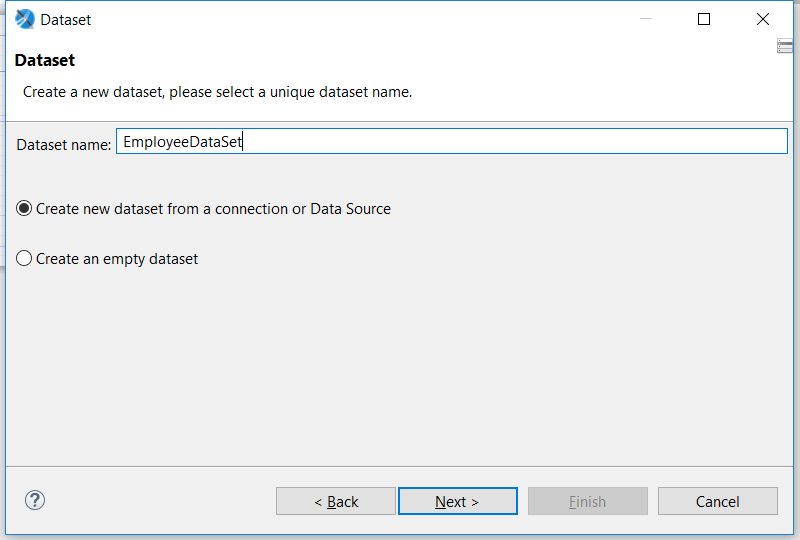 Dataset
Dataset
Create a new dataset, please select a unique dataset name.
Dataset name: EmployeeDataSet
Create new dataset from a connection or Data Source
Create an empty dataset
? < Back Next > Finish Cancel